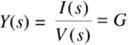 Y(s) = I(s)/V(s) = G